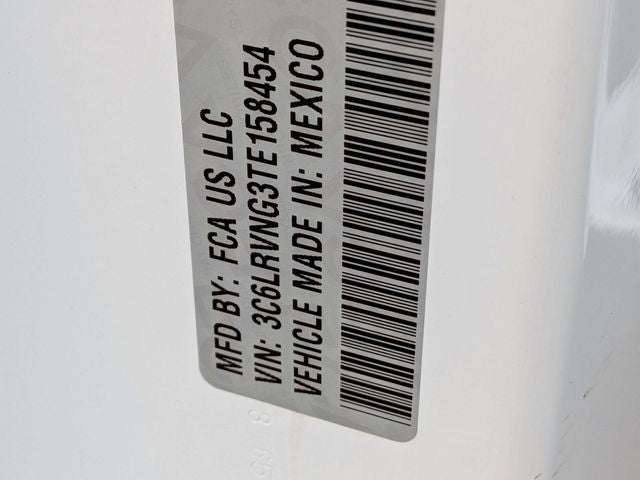 MFD BY: FCA US LLC
VIN: 3C6LRVNG3TE158454
VEHICLE MADE IN: MEXICO